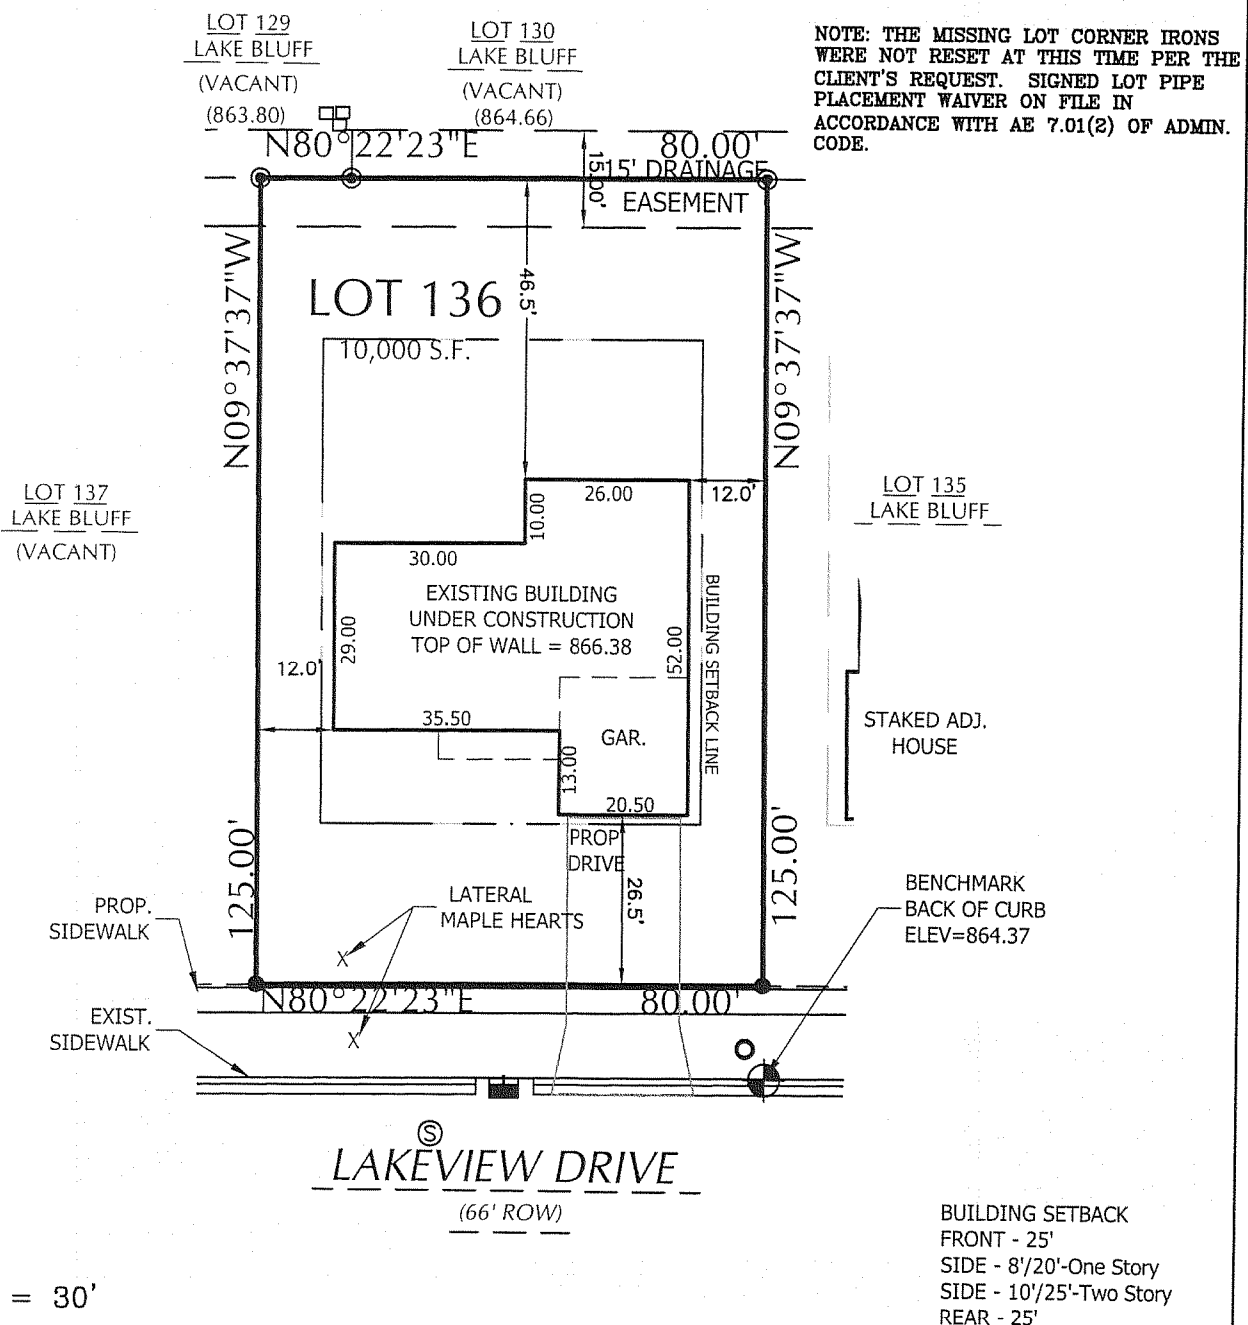 LOT 129
LAKE BLUFF
(VACANT)
(863.80)
LOT 130
LAKE BLUFF
(VACANT)
(864.66)
NOTE: THE MISSING LOT CORNER IRONS
WERE NOT RESET AT THIS TIME PER THE
CLIENT'S REQUEST. SIGNED LOT PIPE
PLACEMENT WAIVER ON FILE IN
ACCORDANCE WITH AE 7.01(2) OF ADMIN.
CODE.
N80°22'23"E
80.00'
15' DRAINAGE
EASEMENT
15.00'
N09°37'37"W
125.00'
N09°37'37"W
125.00'
LOT 136
10,000 S.F.
46.5'
LOT 137
LAKE BLUFF
(VACANT)
LOT 135
LAKE BLUFF
26.00
12.0'
10.00
30.00
EXISTING BUILDING
UNDER CONSTRUCTION
TOP OF WALL = 866.38
29.00
52.00
BUILDING SETBACK LINE
12.0'
35.50
GAR.
13.00
20.50
STAKED ADJ.
HOUSE
PROP
DRIVE
26.5'
LATERAL
MAPLE HEARTS
X
X
PROP.
SIDEWALK
BENCHMARK
BACK OF CURB
ELEV=864.37
N80°22'23"E
80.00'
EXIST.
SIDEWALK
S
LAKEVIEW DRIVE
(66' ROW)
BUILDING SETBACK
FRONT - 25'
SIDE - 8'/20'-One Story
SIDE - 10'/25'-Two Story
REAR - 25'
= 30'